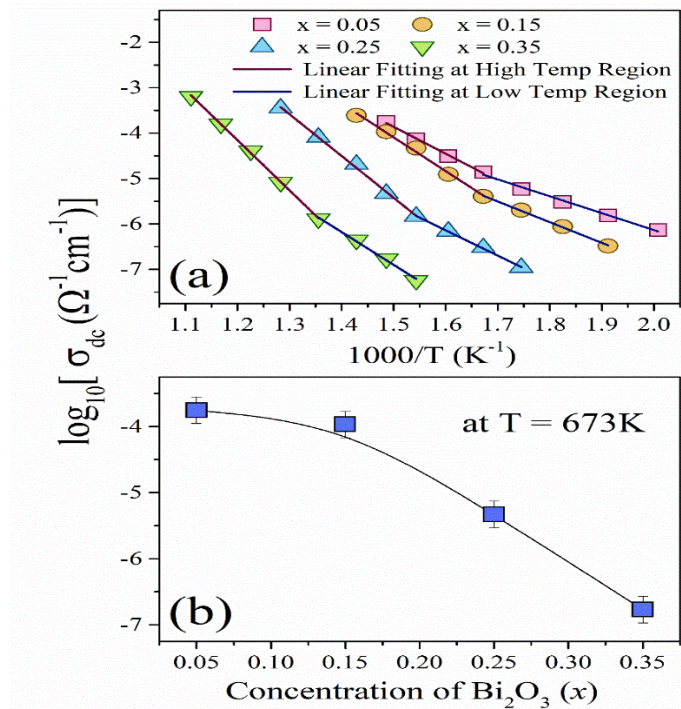 x = 0.05 x = 0.15
x = 0.25 x = 0.35
Linear Fitting at High Temp Region
Linear Fitting at Low Temp Region
-2
-3
-4
-5
-6
-7
(a)
1.1 1.2 1.3 1.4 1.5 1.6 1.7 1.8 1.9 2.0
1000/T (K⁻¹)
log₁₀[ σdc (Ω⁻¹cm⁻¹)]
at T = 673K
-4
-5
-6
-7
(b)
0.05 0.10 0.15 0.20 0.25 0.30 0.35
Concentration of Bi₂O₃ (x)